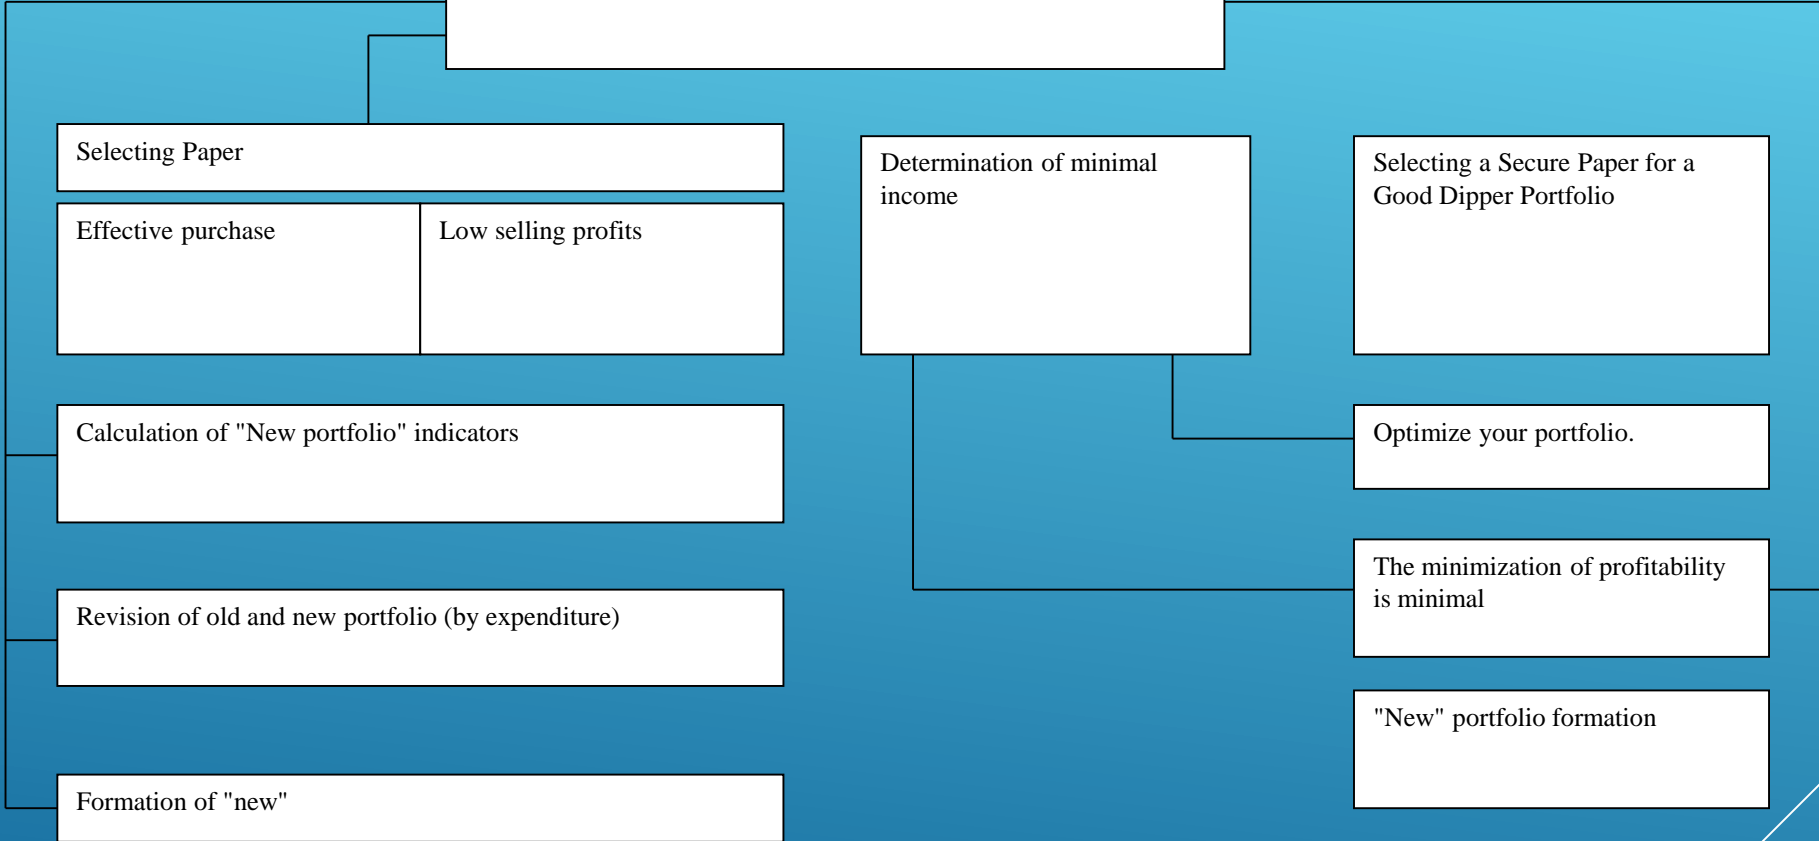 Selecting Paper
Effective purchase
Low selling profits
Calculation of "New portfolio" indicators
Revision of old and new portfolio (by expenditure)
Formation of "new"
Determination of minimal
income
Selecting a Secure Paper for a
Good Dipper Portfolio
Optimize your portfolio.
The minimization of profitability
is minimal
"New" portfolio formation